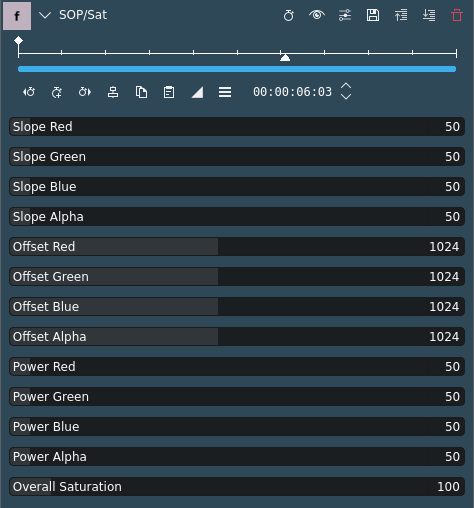 f SOP/Sat
00:00:06:03
Slope Red 50
Slope Green 50
Slope Blue 50
Slope Alpha 50
Offset Red 1024
Offset Green 1024
Offset Blue 1024
Offset Alpha 1024
Power Red 50
Power Green 50
Power Blue 50
Power Alpha 50
Overall Saturation 100